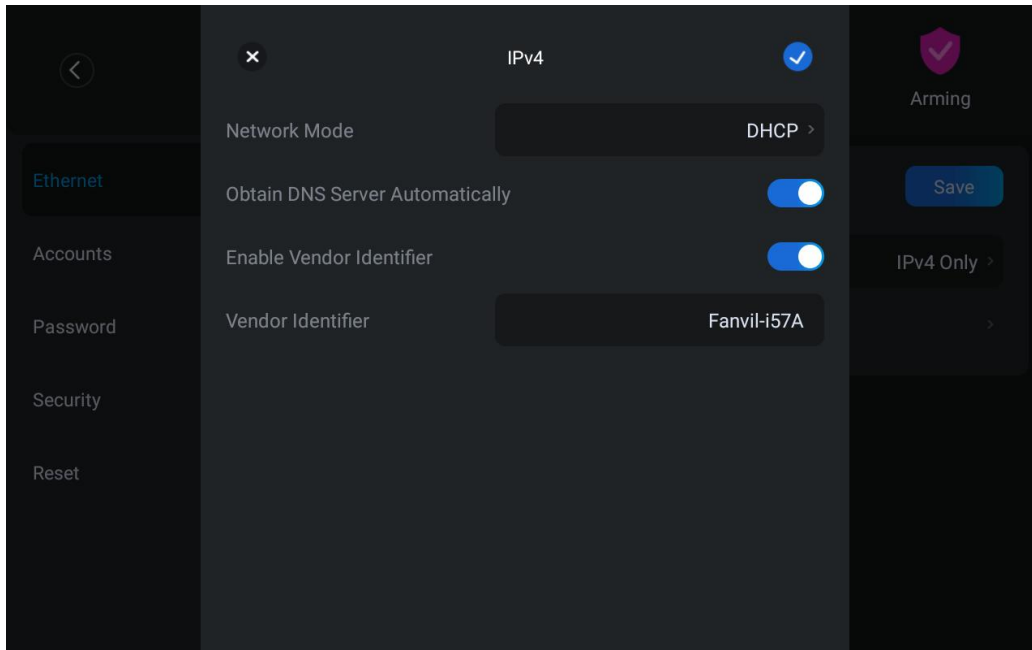 IPv4
Arming
Network Mode
DHCP
Ethernet
Obtain DNS Server Automatically
Save
Accounts
Enable Vendor Identifier
IPv4 Only
Password
Vendor Identifier
Fanvil-i57A
Security
Reset